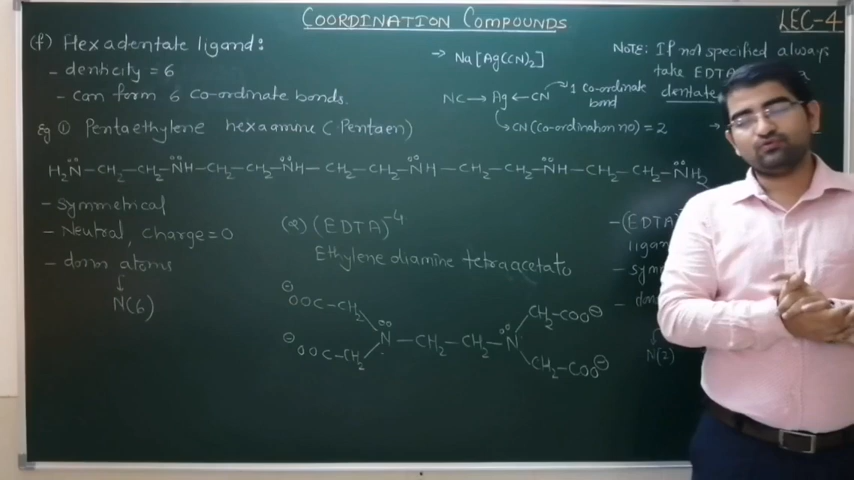 COORDINATION COMPOUNDS
LEC-4
(f) Hexadentate ligand:
- denticity = 6
- can form 6 co-ordinate bonds.
Eg ① Pentaethylene hexaamine (Pentaen)
H₂N̈-CH₂-CH₂-N̈H-CH₂-CH₂-N̈H-CH₂-CH₂-N̈H-CH₂-CH₂-N̈H-CH₂-CH₂-N̈H₂
- Symmetrical
- Neutral, charge = 0
- donor atoms
↓
N(6)
→ Na[Ag(CN)₂]
NC→Ag←CN → 1 co-ordinate bond
→ CN (co-ordination no) = 2
NOTE: If not specified always
take EDTA a
dentate
→
(2) (EDTA)⁻⁴
Ethylene diamine tetraacetato
⊖OOC-CH₂ CH₂-COO⊖
N̈-CH₂-CH₂-N̈
⊖OOC-CH₂ CH₂-COO⊖
- (EDTA)
ligan
- sym
- don
↓
N(2)